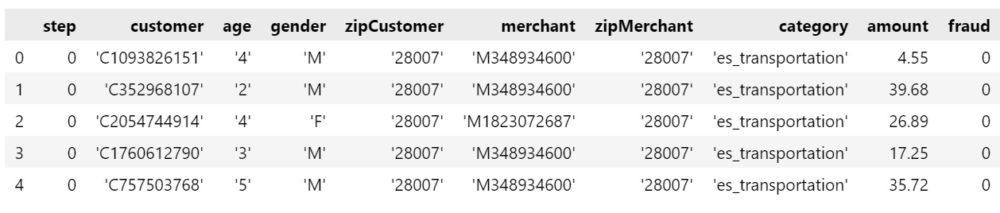 step customer age gender zipCustomer merchant zipMerchant category amount fraud
0 0 'C1093826151' '4' 'M' '28007' 'M348934600' '28007' 'es_transportation' 4.55 0
1 0 'C352968107' '2' 'M' '28007' 'M348934600' '28007' 'es_transportation' 39.68 0
2 0 'C2054744914' '4' 'F' '28007' 'M1823072687' '28007' 'es_transportation' 26.89 0
3 0 'C1760612790' '3' 'M' '28007' 'M348934600' '28007' 'es_transportation' 17.25 0
4 0 'C757503768' '5' 'M' '28007' 'M348934600' '28007' 'es_transportation' 35.72 0